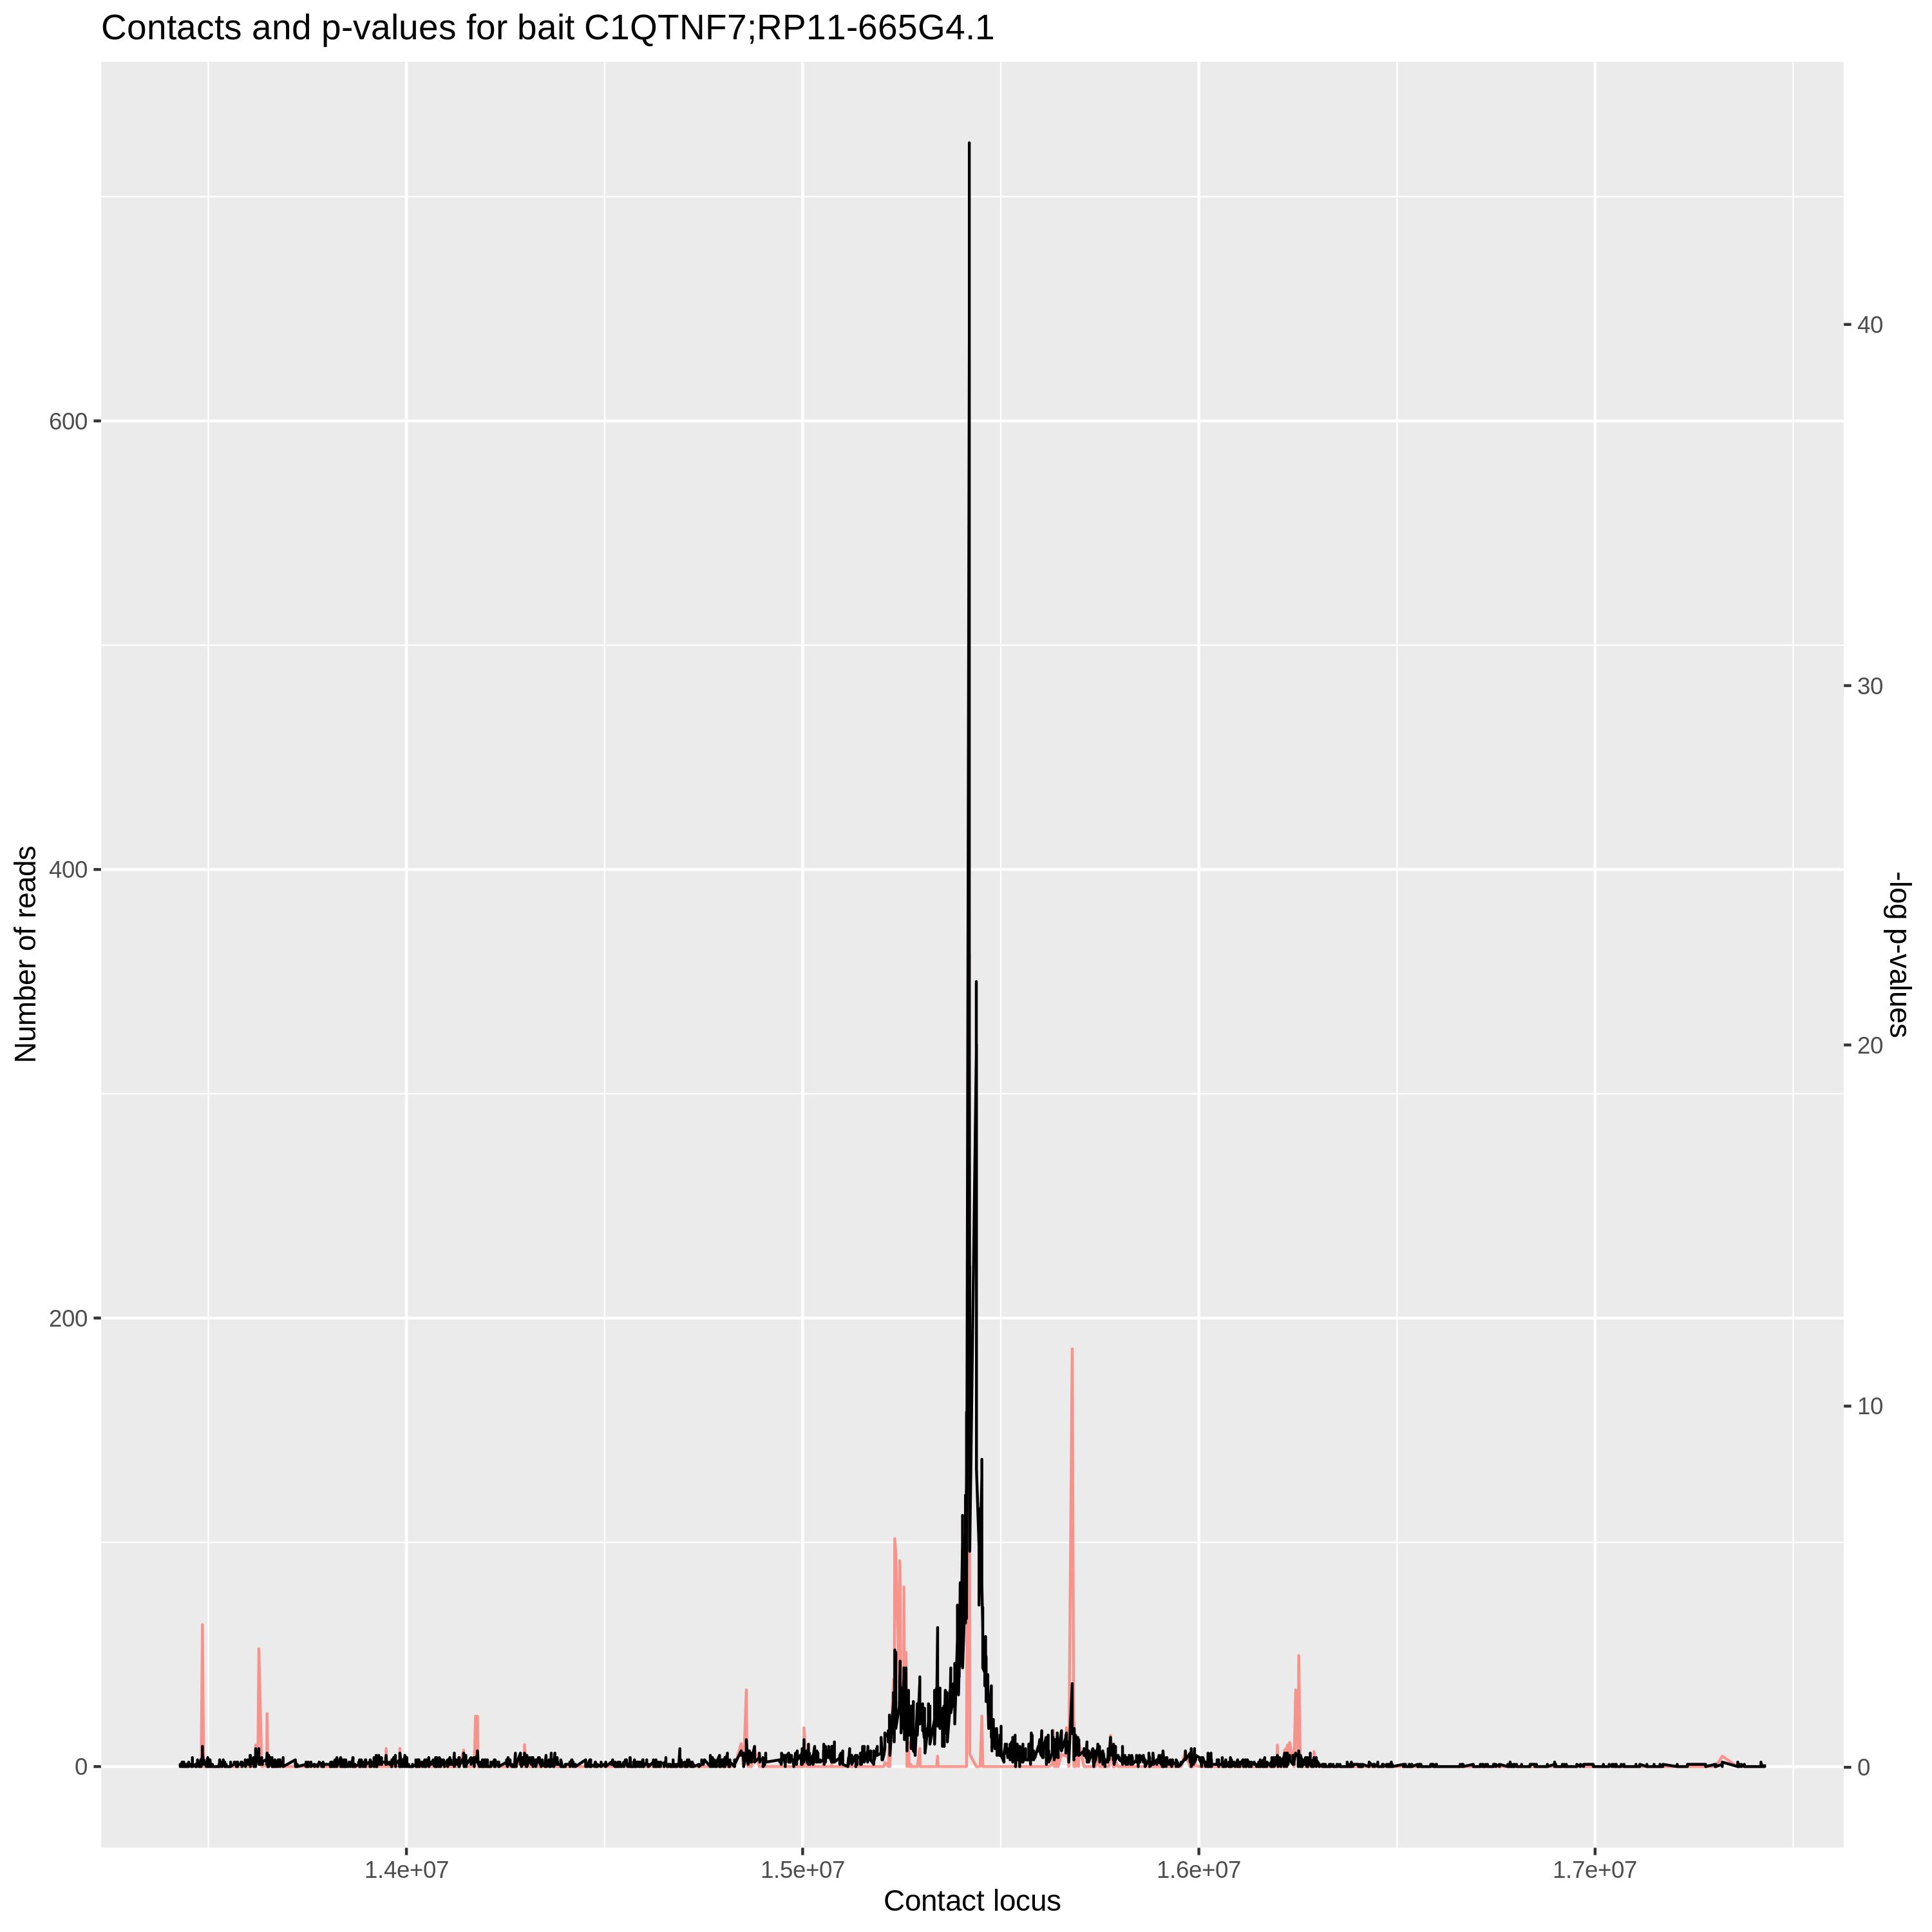 Contacts and p-values for bait C1QTNF7;RP11-665G4.1
Number of reads
600
400
200
0
40
30
20
10
0
-log p-values
1.4e+07 1.5e+07 1.6e+07 1.7e+07
Contact locus